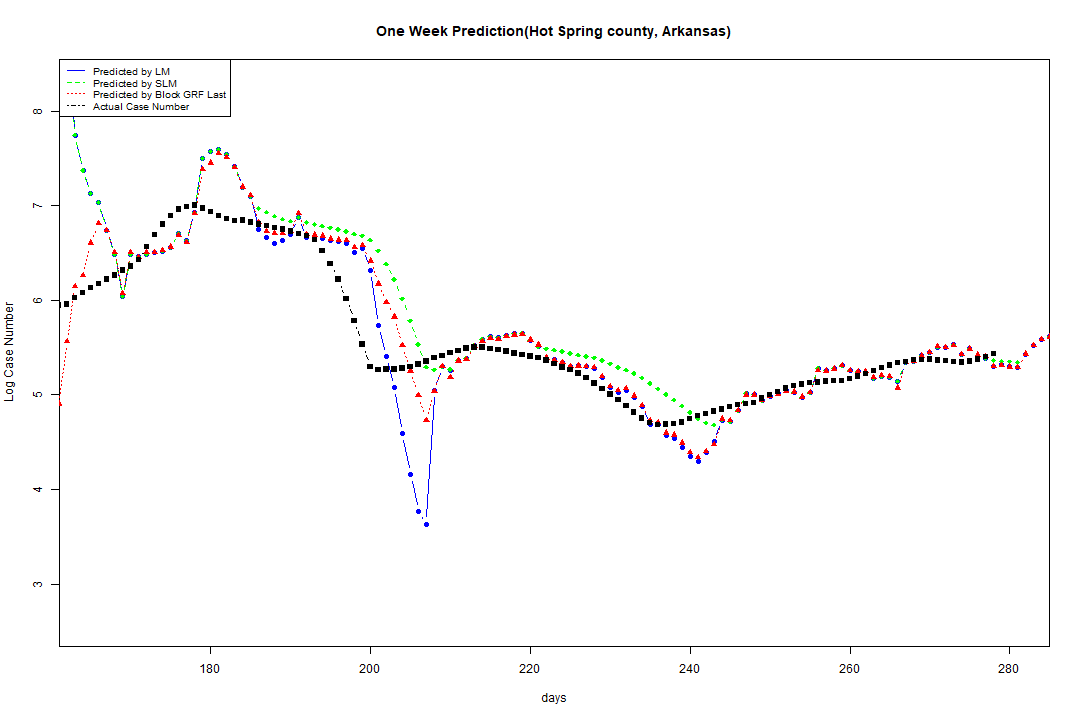 One Week Prediction(Hot Spring county, Arkansas)
Predicted by LM
Predicted by SLM
Predicted by Block GRF Last
Actual Case Number
8
7
6
5
4
3
Log Case Number
180 200 220 240 260 280
days